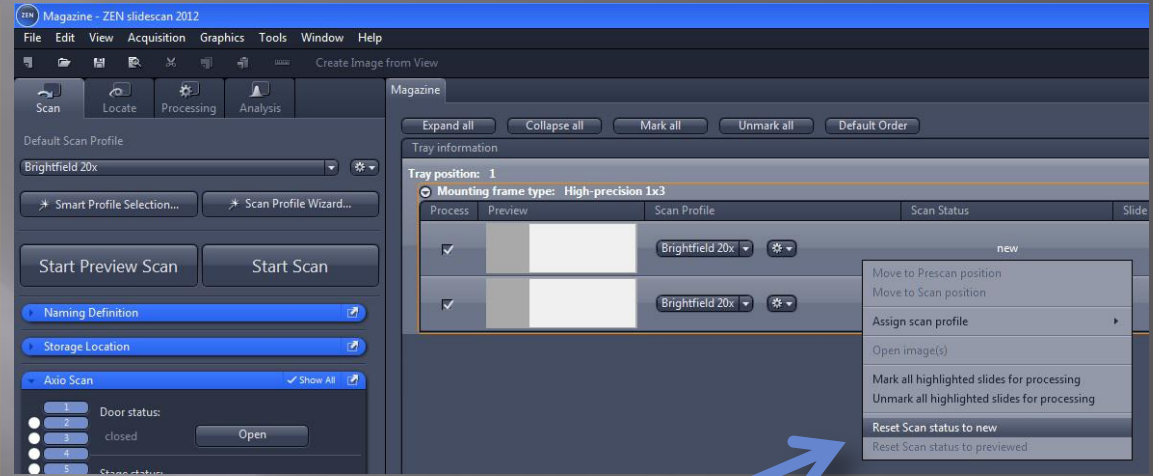 ZEN Magazine - ZEN slidescan 2012
File Edit View Acquisition Graphics Tools Window Help
Create Image from View
Scan Locate Processing Analysis
Default Scan Profile
Brightfield 20x
Smart Profile Selection... Scan Profile Wizard...
Start Preview Scan Start Scan
Naming Definition
Storage Location
Axio Scan Show All
1
2
3
4
5
Door status:
closed Open
Stage status:
Magazine
Expand all Collapse all Mark all Unmark all Default Order
Tray information
Tray position: 1
Mounting frame type: High-precision 1x3
Process Preview Scan Profile Scan Status Slide
Brightfield 20x new
Brightfield 20x
Move to Prescan position
Move to Scan position
Assign scan profile
Open image(s)
Mark all highlighted slides for processing
Unmark all highlighted slides for processing
Reset Scan status to new
Reset Scan status to previewed